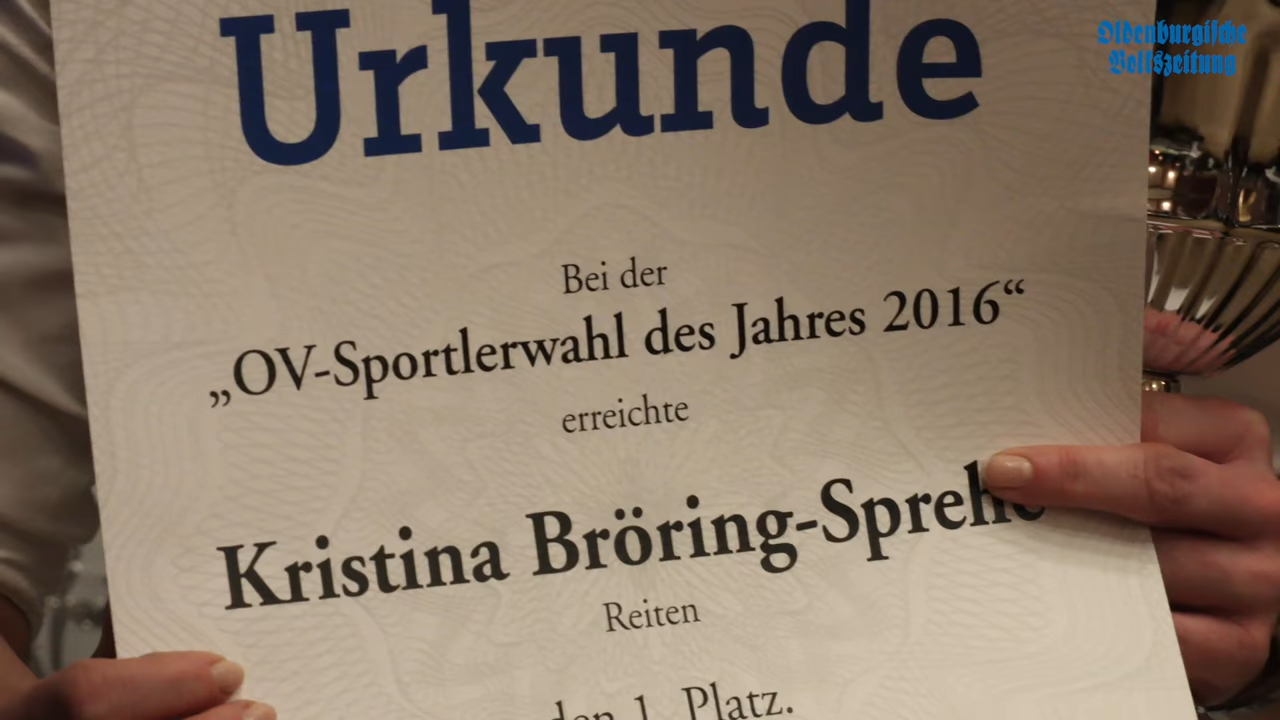 Urkunde
Oldenburgische
Volkszeitung
Bei der
„OV-Sportlerwahl des Jahres 2016“
erreichte
Kristina Bröring-Sprehe
Reiten
den 1. Platz.